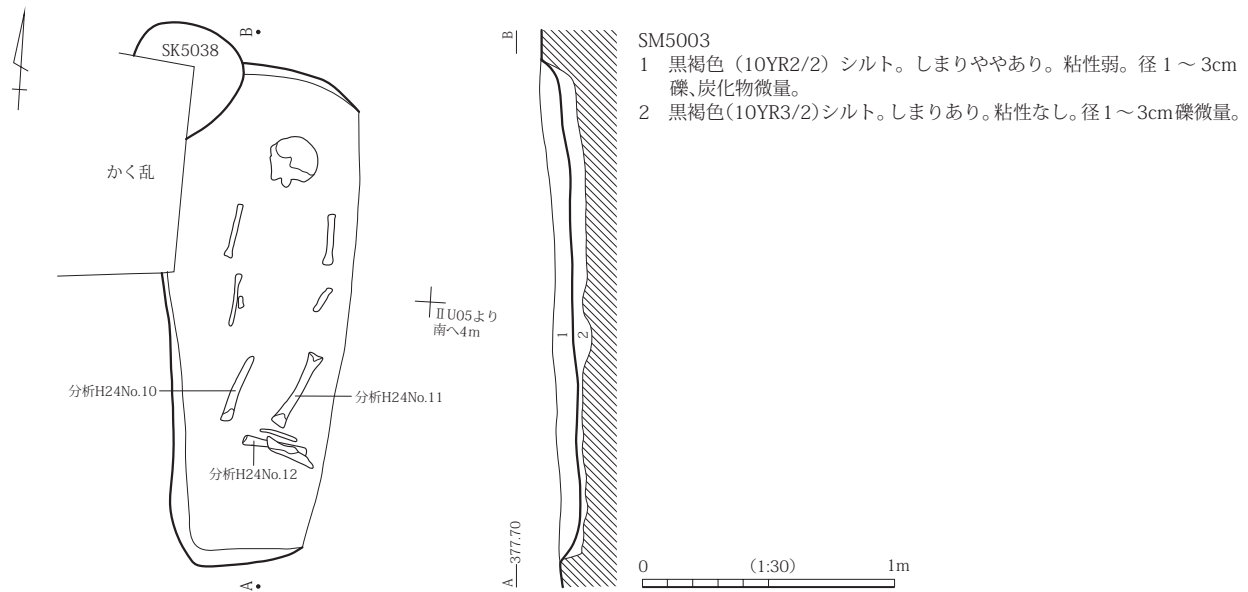 SK5038
B
かく乱
ⅡU05より
南へ4m
分析H24No.10
分析H24No.11
分析H24No.12
A
B
1
2
A
377.70
SM5003
1 黒褐色（10YR2/2）シルト。しまりややあり。粘性弱。径1～3cm
礫、炭化物微量。
2 黒褐色(10YR3/2)シルト。しまりあり。粘性なし。径1～3cm礫微量。
0 （1:30） 1m